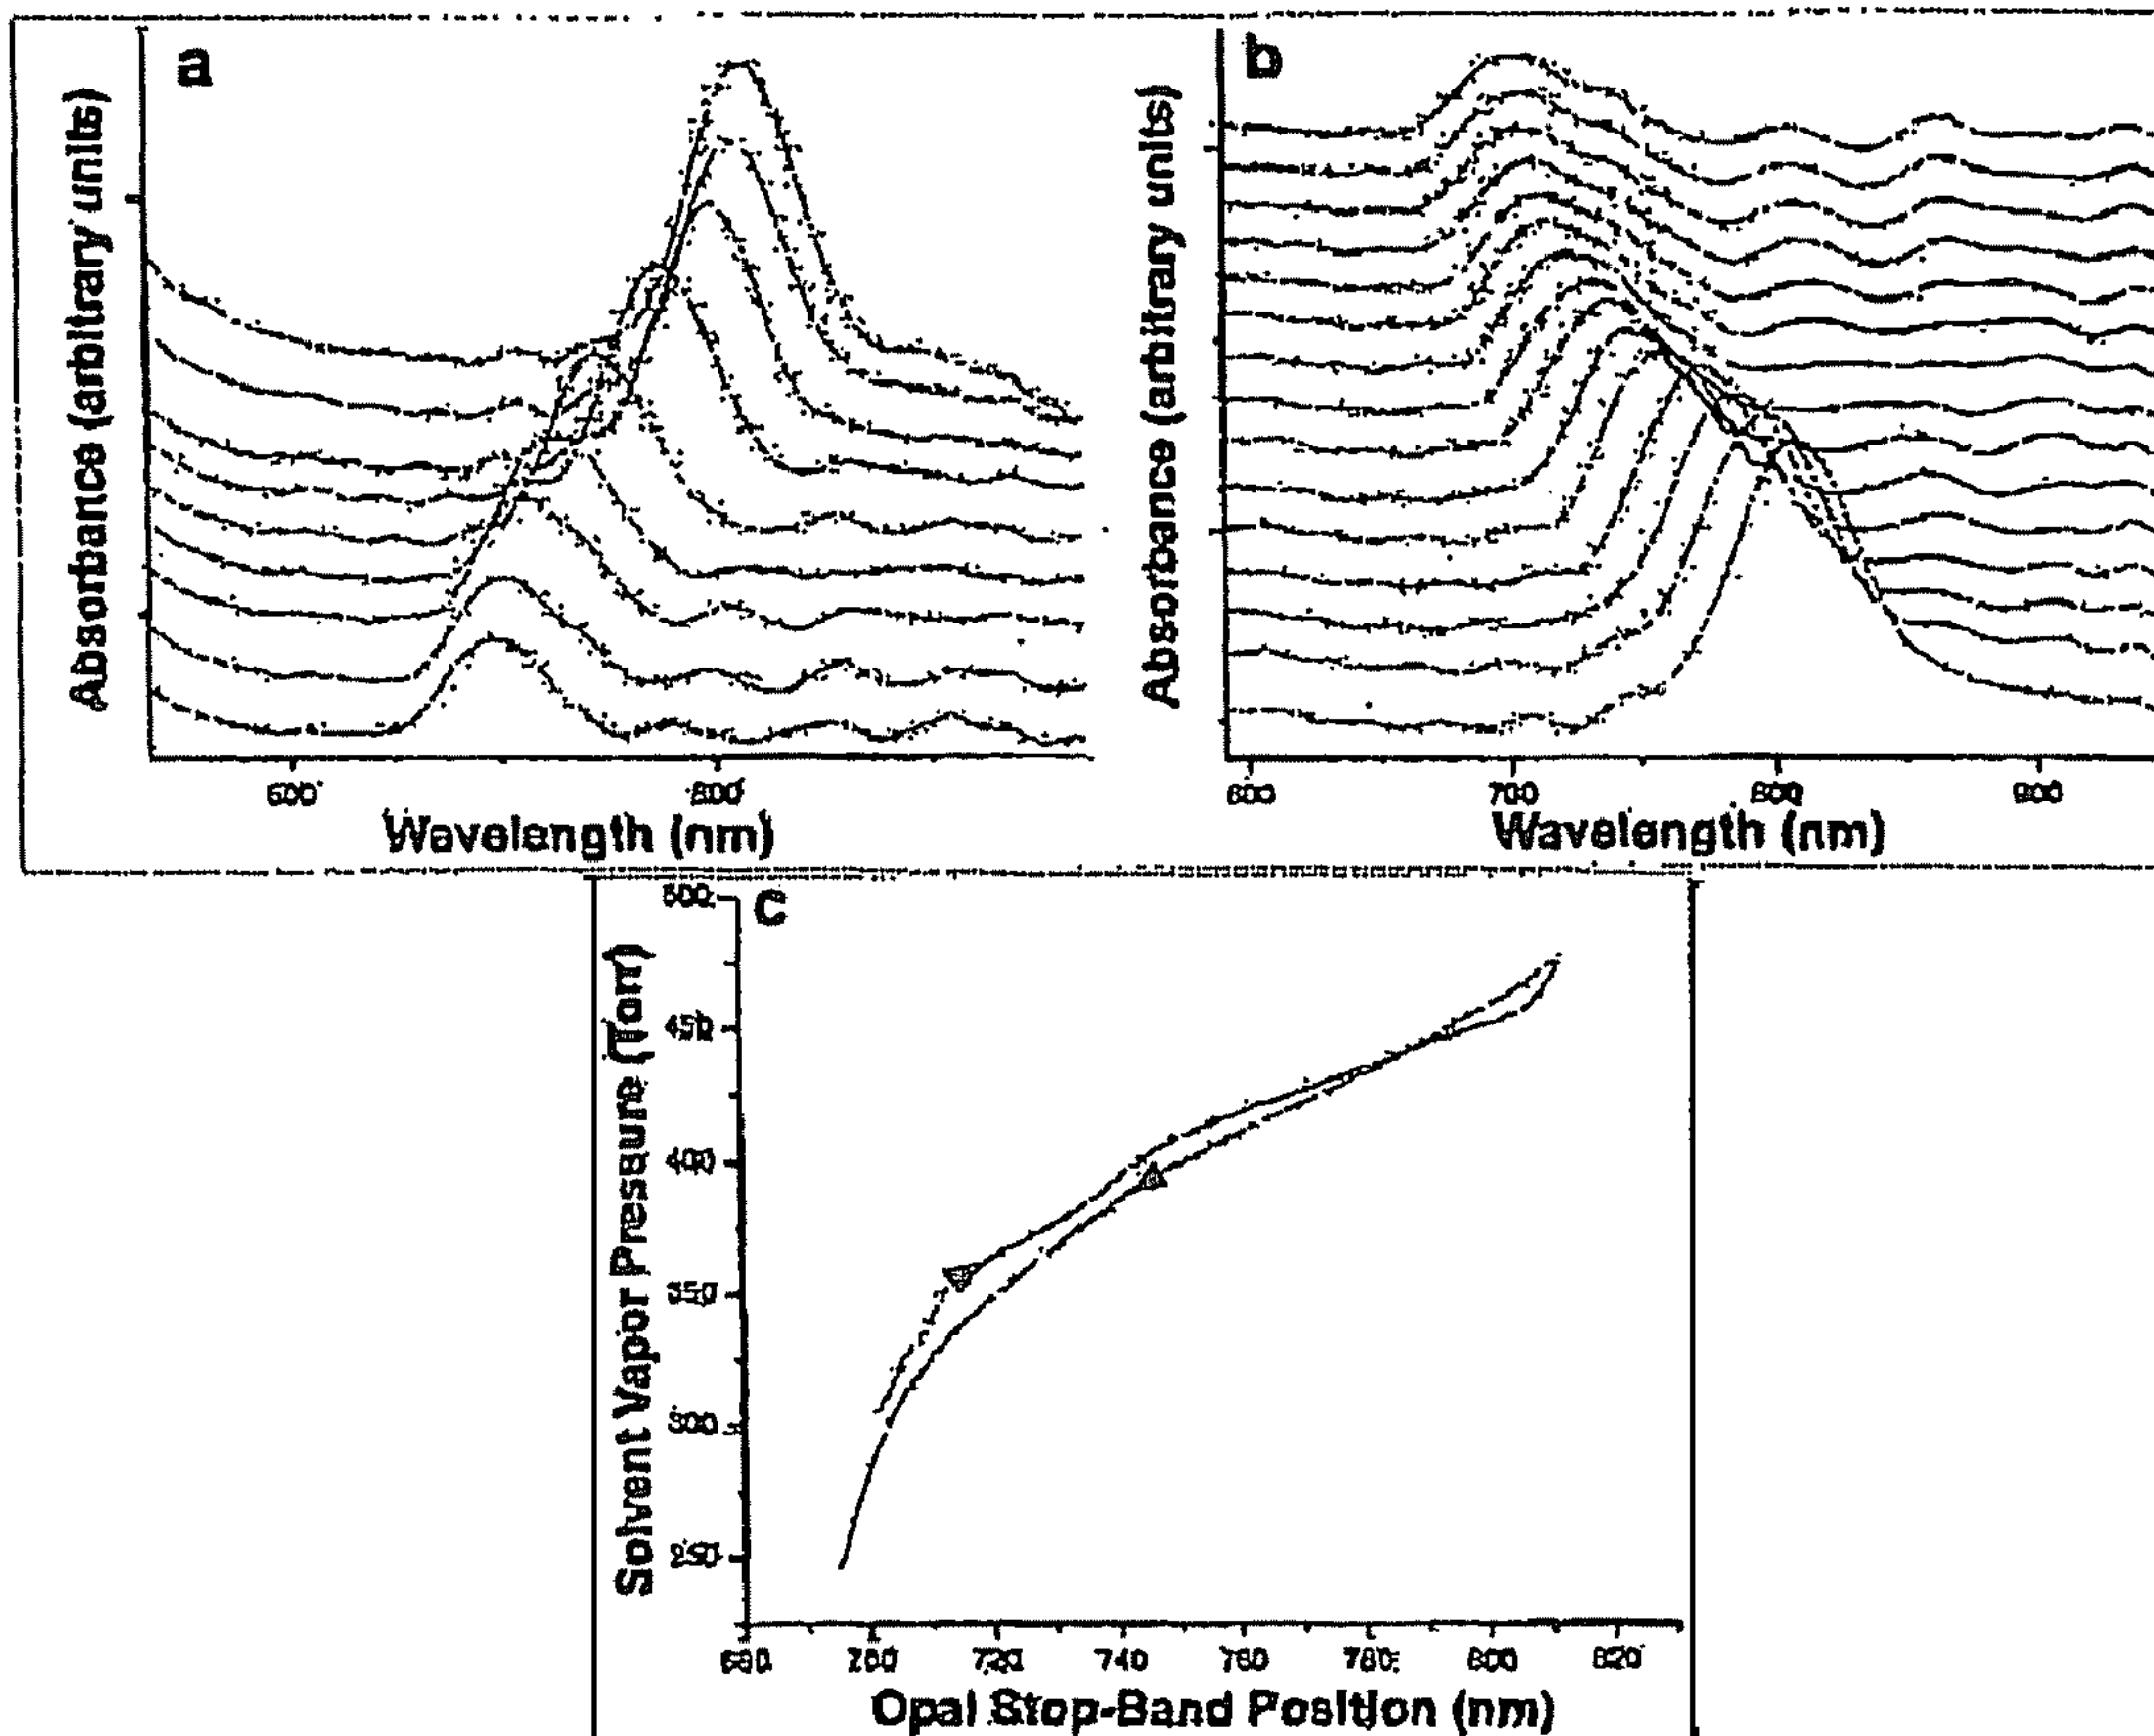 a
Absorbance (arbitrary units)
600
800
Wavelength (nm)
b
Absorbance (arbitrary units)
600
700
800
900
Wavelength (nm)
c
500
450
400
350
300
250
Solvent Vapor Pressure (Torr)
680
700
720
740
760
780
800
820
Opal Stop-Band Position (nm)